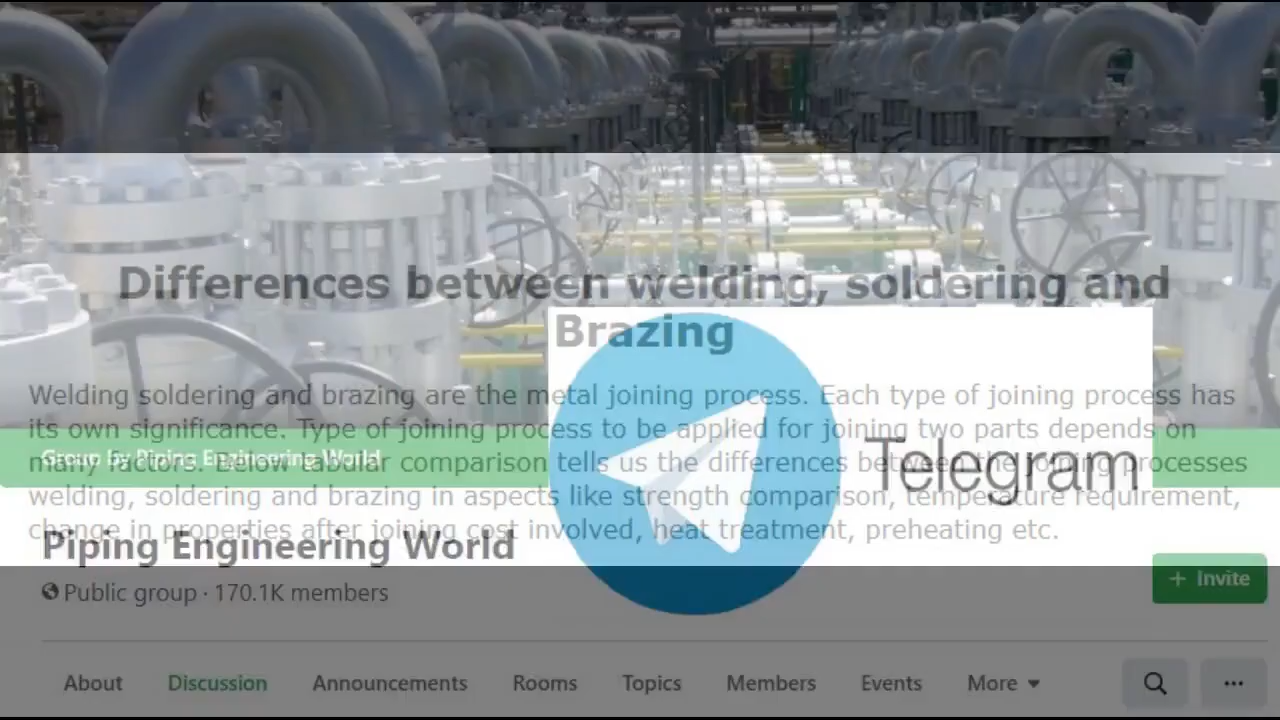 Differences between welding, soldering and
Brazing
Welding soldering and brazing are the metal joining process. Each type of joining process has
its own significance. Type of joining process to be applied for joining two parts depends on
many factors. Below tabular comparison tells us the differences between the joining processes
welding, soldering and brazing in aspects like strength comparison, temperature requirement,
change in properties after joining cost involved, heat treatment, preheating etc.
Telegram
Group by Piping Engineering World
Piping Engineering World
Public group · 170.1K members
+ Invite
About Discussion Announcements Rooms Topics Members Events More